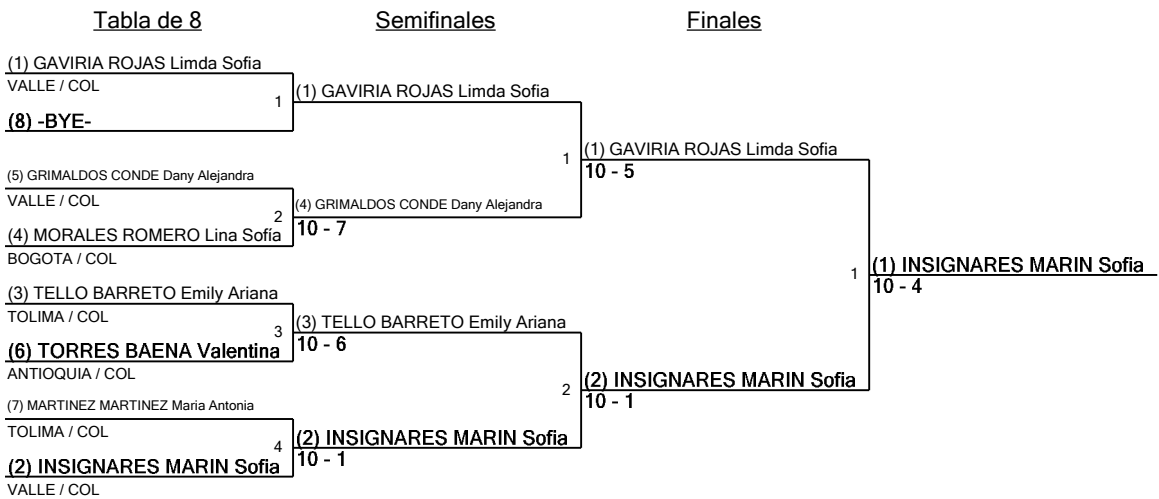 Tabla de 8
Semifinales
Finales
(1) GAVIRIA ROJAS Limda Sofia
VALLE / COL
1
(8) -BYE-
(1) GAVIRIA ROJAS Limda Sofia
(5) GRIMALDOS CONDE Dany Alejandra
VALLE / COL
2
(4) MORALES ROMERO Lina Sofía
BOGOTA / COL
(4) GRIMALDOS CONDE Dany Alejandra
10 - 7
1
(1) GAVIRIA ROJAS Limda Sofia
10 - 5
(3) TELLO BARRETO Emily Ariana
TOLIMA / COL
3
(6) TORRES BAENA Valentina
ANTIOQUIA / COL
(3) TELLO BARRETO Emily Ariana
10 - 6
(7) MARTINEZ MARTINEZ Maria Antonia
TOLIMA / COL
4
(2) INSIGNARES MARIN Sofia
VALLE / COL
(2) INSIGNARES MARIN Sofia
10 - 1
2
(2) INSIGNARES MARIN Sofia
10 - 1
1
(1) INSIGNARES MARIN Sofia
10 - 4